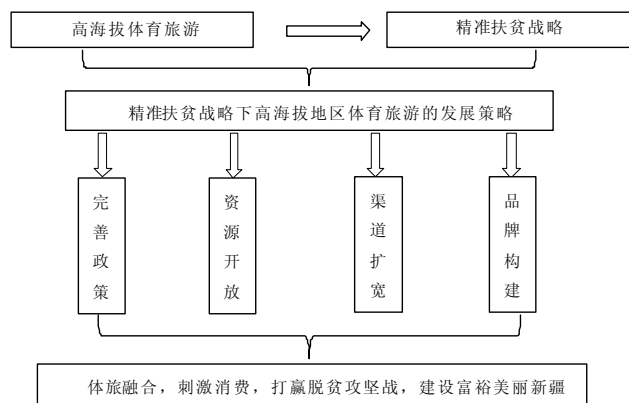 高海拔体育旅游
精准扶贫战略
精准扶贫战略下高海拔地区体育旅游的发展策略
完善政策
资源开放
渠道扩宽
品牌构建
体旅融合，刺激消费，打赢脱贫攻坚战，建设富裕美丽新疆